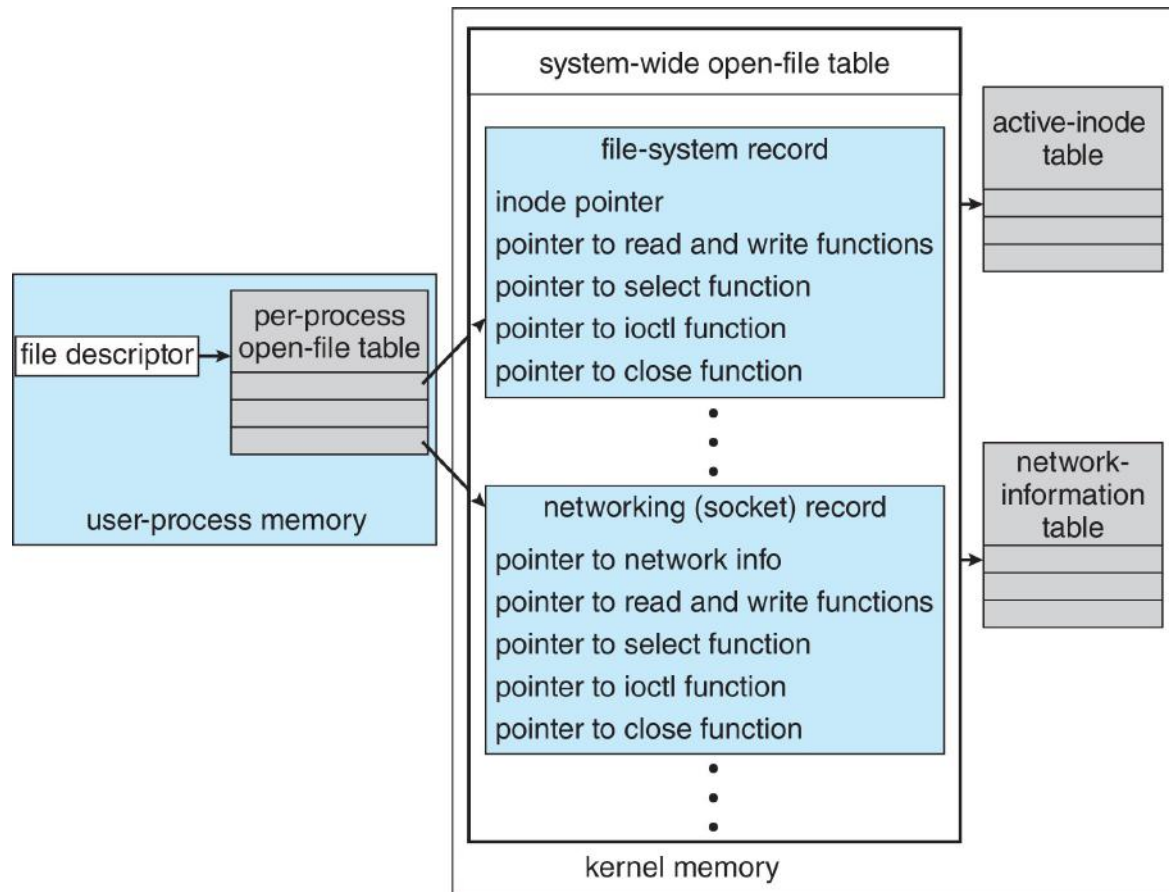 file descriptor
per-process
open-file table
user-process memory
system-wide open-file table
file-system record
inode pointer
pointer to read and write functions
pointer to select function
pointer to ioctl function
pointer to close function
networking (socket) record
pointer to network info
pointer to read and write functions
pointer to select function
pointer to ioctl function
pointer to close function
kernel memory
active-inode
table
network-
information
table